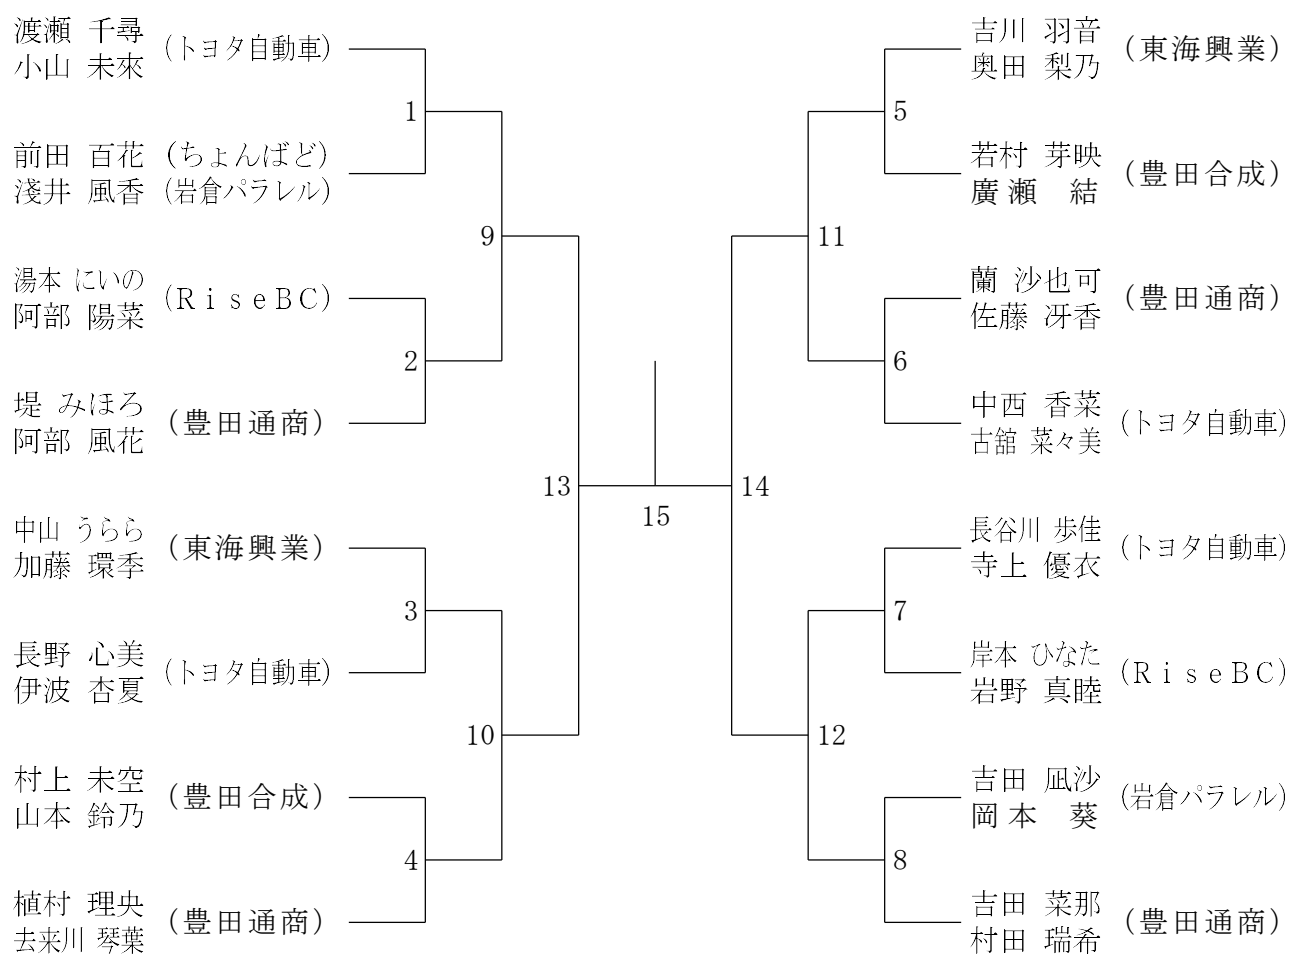 渡瀬 千尋 (トヨタ自動車)
小山 未來
1
前田 百花 (ちょんばど)
淺井 風香 (岩倉パラレル)
9
湯本 にいの (ＲｉｓｅＢＣ)
阿部 陽菜
2
堤 みほろ (豊田通商)
阿部 風花
13
中山 うらら (東海興業)
加藤 環季
3
長野 心美 (トヨタ自動車)
伊波 杏夏
10
村上 未空 (豊田合成)
山本 鈴乃
4
植村 理央 (豊田通商)
去来川 琴葉
15
吉川 羽音 (東海興業)
奥田 梨乃
5
若村 芽映 (豊田合成)
廣瀬 結
11
蘭 沙也可 (豊田通商)
佐藤 冴香
6
中西 香菜 (トヨタ自動車)
古舘 菜々美
14
長谷川 歩佳 (トヨタ自動車)
寺上 優衣
7
岸本 ひなた (ＲｉｓｅＢＣ)
岩野 真睦
12
吉田 凪沙 (岩倉パラレル)
岡本 葵
8
吉田 菜那 (豊田通商)
村田 瑞希